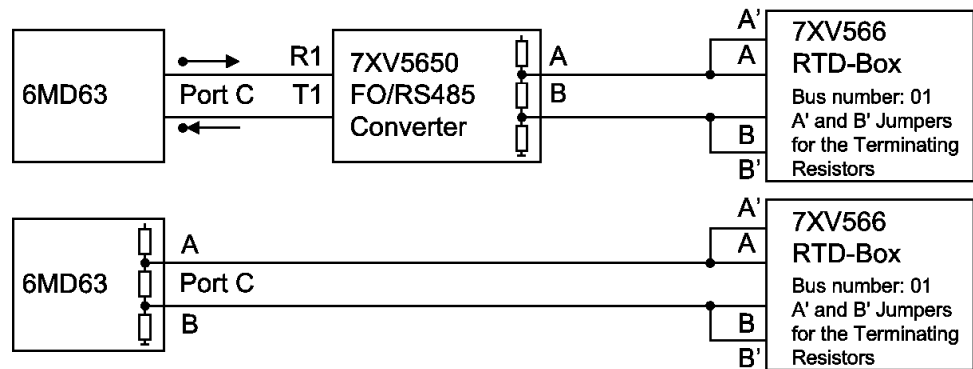 6MD63
Port C
R1
T1
7XV5650
FO/RS485
Converter
A
B
A'
A
B
B'
7XV566
RTD-Box
Bus number: 01
A' and B' Jumpers
for the Terminating
Resistors
6MD63
A
Port C
B
A'
A
B
B'
7XV566
RTD-Box
Bus number: 01
A' and B' Jumpers
for the Terminating
Resistors